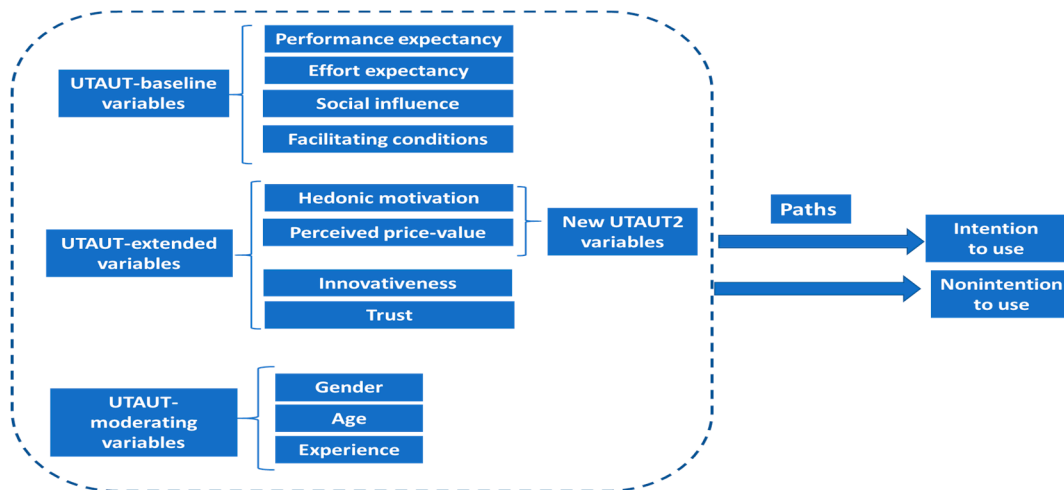 UTAUT-baseline
variables
Performance expectancy
Effort expectancy
Social influence
Facilitating conditions
UTAUT-extended
variables
Hedonic motivation
Perceived price-value
Innovativeness
Trust
New UTAUT2
variables
UTAUT-
moderating
variables
Gender
Age
Experience
Paths
Intention
to use
Nonintention
to use